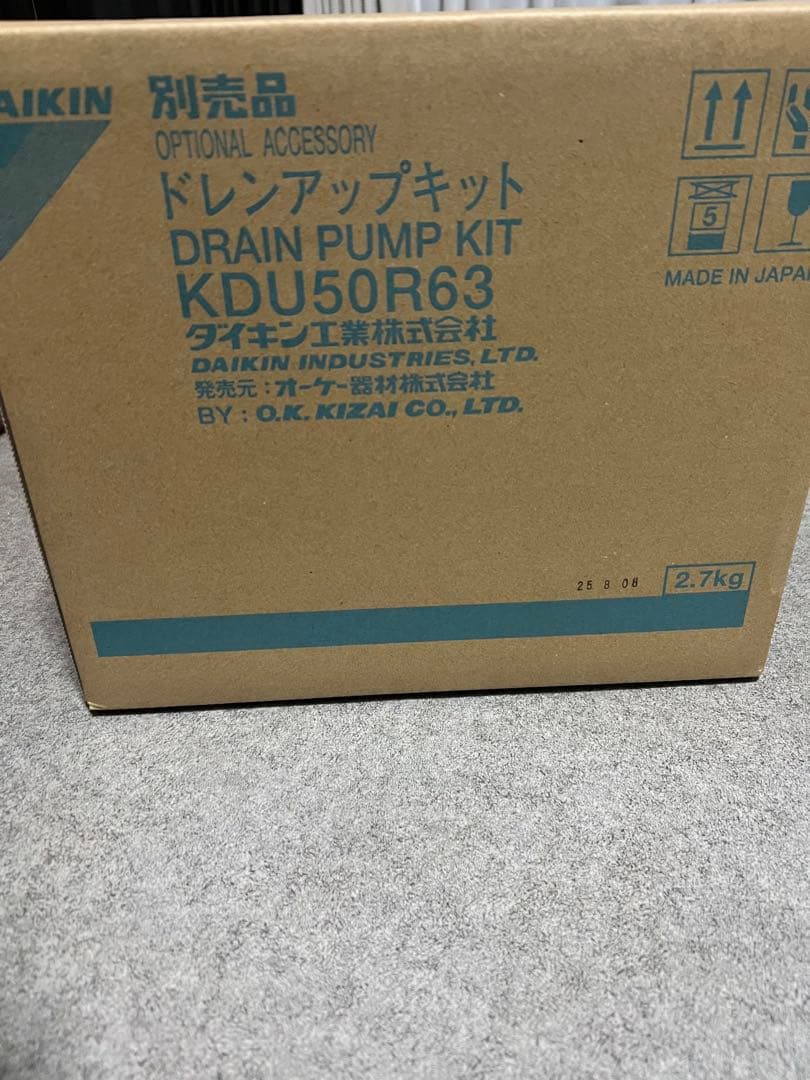 DAIKIN
別売品
OPTIONAL ACCESSORY
ドレンアップキット
DRAIN PUMP KIT
KDU50R63
ダイキン工業株式会社
DAIKIN INDUSTRIES, LTD.
発売元：オーケー器材株式会社
BY : O.K. KIZAI CO., LTD.
5
MADE IN JAPAN
25 8 08
2.7kg